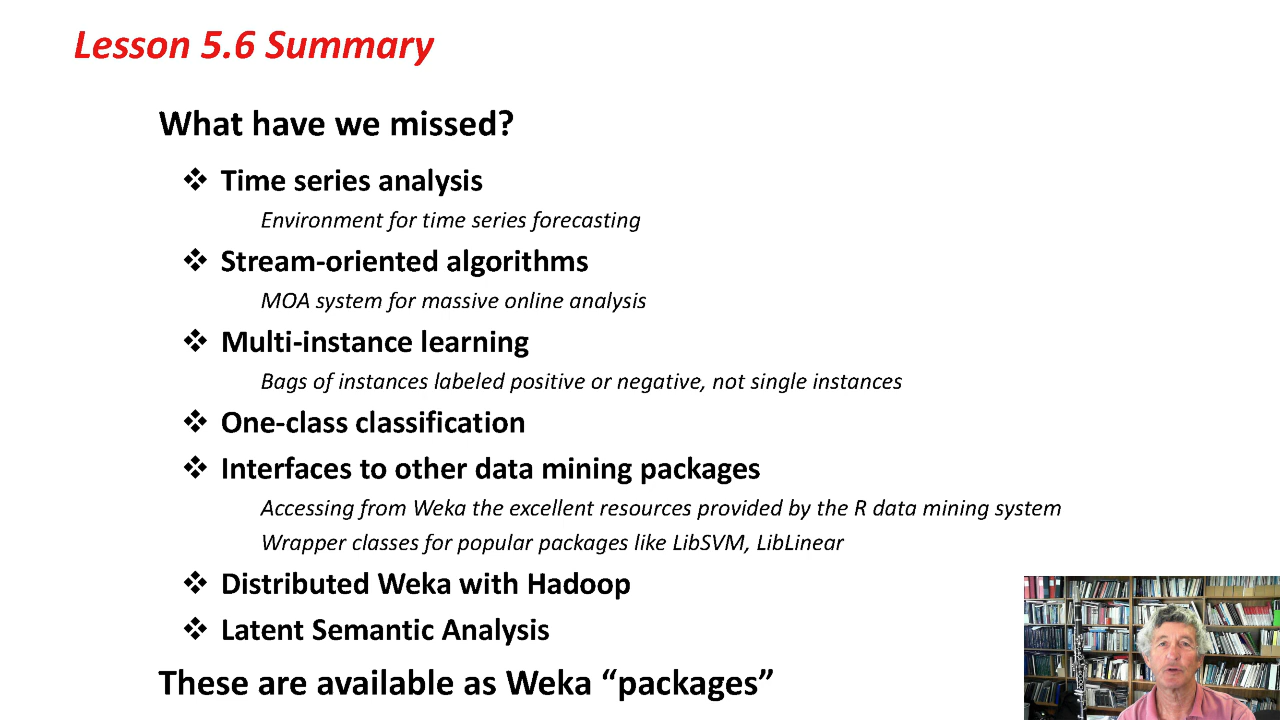 Lesson 5.6 Summary
What have we missed?
❖ Time series analysis
Environment for time series forecasting
❖ Stream-oriented algorithms
MOA system for massive online analysis
❖ Multi-instance learning
Bags of instances labeled positive or negative, not single instances
❖ One-class classification
❖ Interfaces to other data mining packages
Accessing from Weka the excellent resources provided by the R data mining system
Wrapper classes for popular packages like LibSVM, LibLinear
❖ Distributed Weka with Hadoop
❖ Latent Semantic Analysis
These are available as Weka “packages”